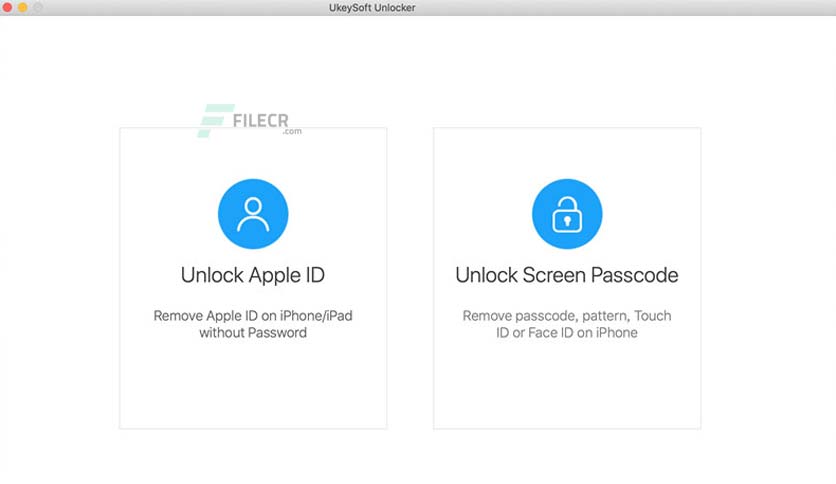 UkeySoft Unlocker
FILECR
.com
Unlock Apple ID
Remove Apple ID on iPhone/iPad
without Password
Unlock Screen Passcode
Remove passcode, pattern, Touch
ID or Face ID on iPhone